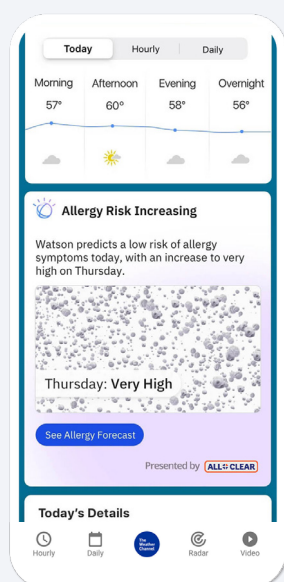 Today Hourly Daily
Morning Afternoon Evening Overnight
57° 60° 58° 56°
Allergy Risk Increasing
Watson predicts a low risk of allergy
symptoms today, with an increase to very
high on Thursday.
Thursday: Very High
See Allergy Forecast
Presented by ALL CLEAR
Today's Details
The
Weather
Channel
Hourly Daily Radar Video